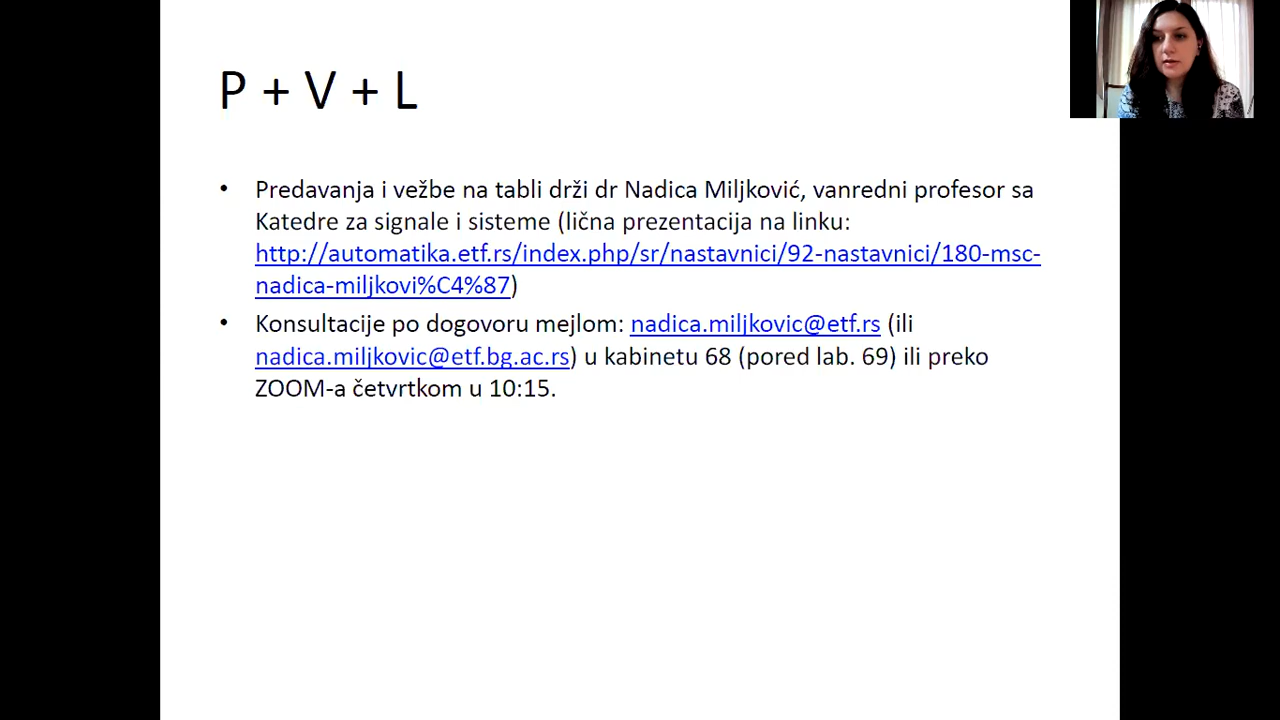 P + V + L
• Predavanja i vežbe na tabli drži dr Nadica Miljković, vanredni profesor sa
Katedre za signale i sisteme (lična prezentacija na linku:
http://automatika.etf.rs/index.php/sr/nastavnici/92-nastavnici/180-msc-
nadica-miljkovi%C4%87)
• Konsultacije po dogovoru mejlom: nadica.miljkovic@etf.rs (ili
nadica.miljkovic@etf.bg.ac.rs) u kabinetu 68 (pored lab. 69) ili preko
ZOOM-a četvrtkom u 10:15.